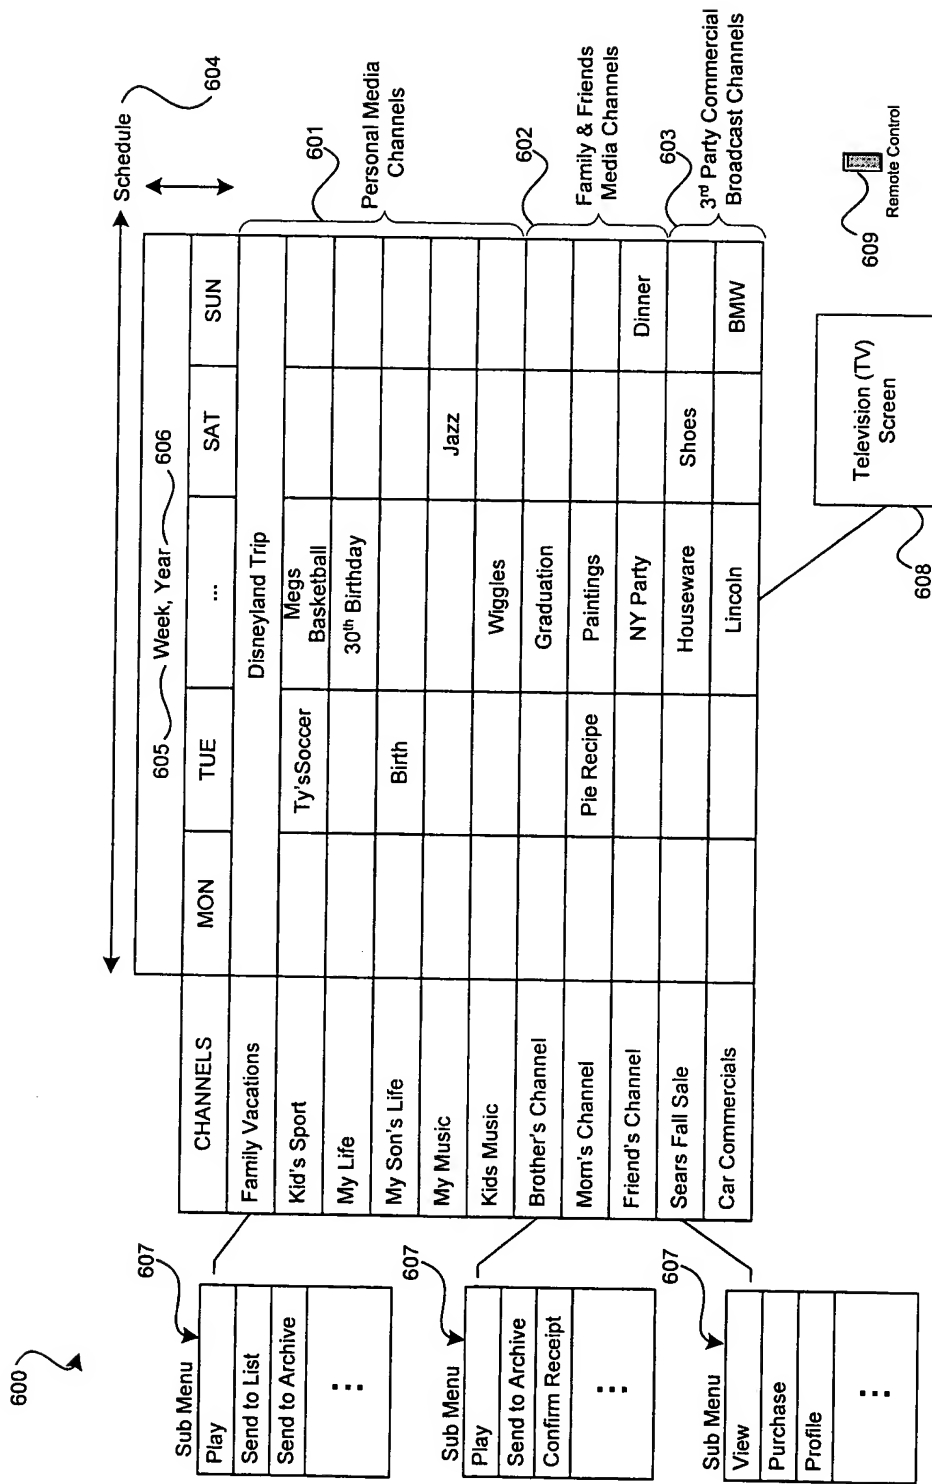 600
Schedule
604
605 Week, Year 606
CHANNELS MON TUE ... SAT SUN
Family Vacations Disneyland Trip
Kid's Sport Ty'sSoccer Megs Basketball
My Life 30th Birthday
My Son's Life Birth
My Music Jazz
Kids Music Wiggles
Brother's Channel Graduation
Mom's Channel Pie Recipe Paintings
Friend's Channel NY Party Dinner
Sears Fall Sale Houseware Shoes
Car Commercials Lincoln BMW
601
Personal Media
Channels
602
Family & Friends
Media Channels
603
3rd Party Commercial
Broadcast Channels
Sub Menu
607
Play
Send to List
Send to Archive
⋮
Sub Menu
607
Play
Send to Archive
Confirm Receipt
⋮
Sub Menu
607
View
Purchase
Profile
⋮
Television (TV)
Screen
608
609
Remote Control